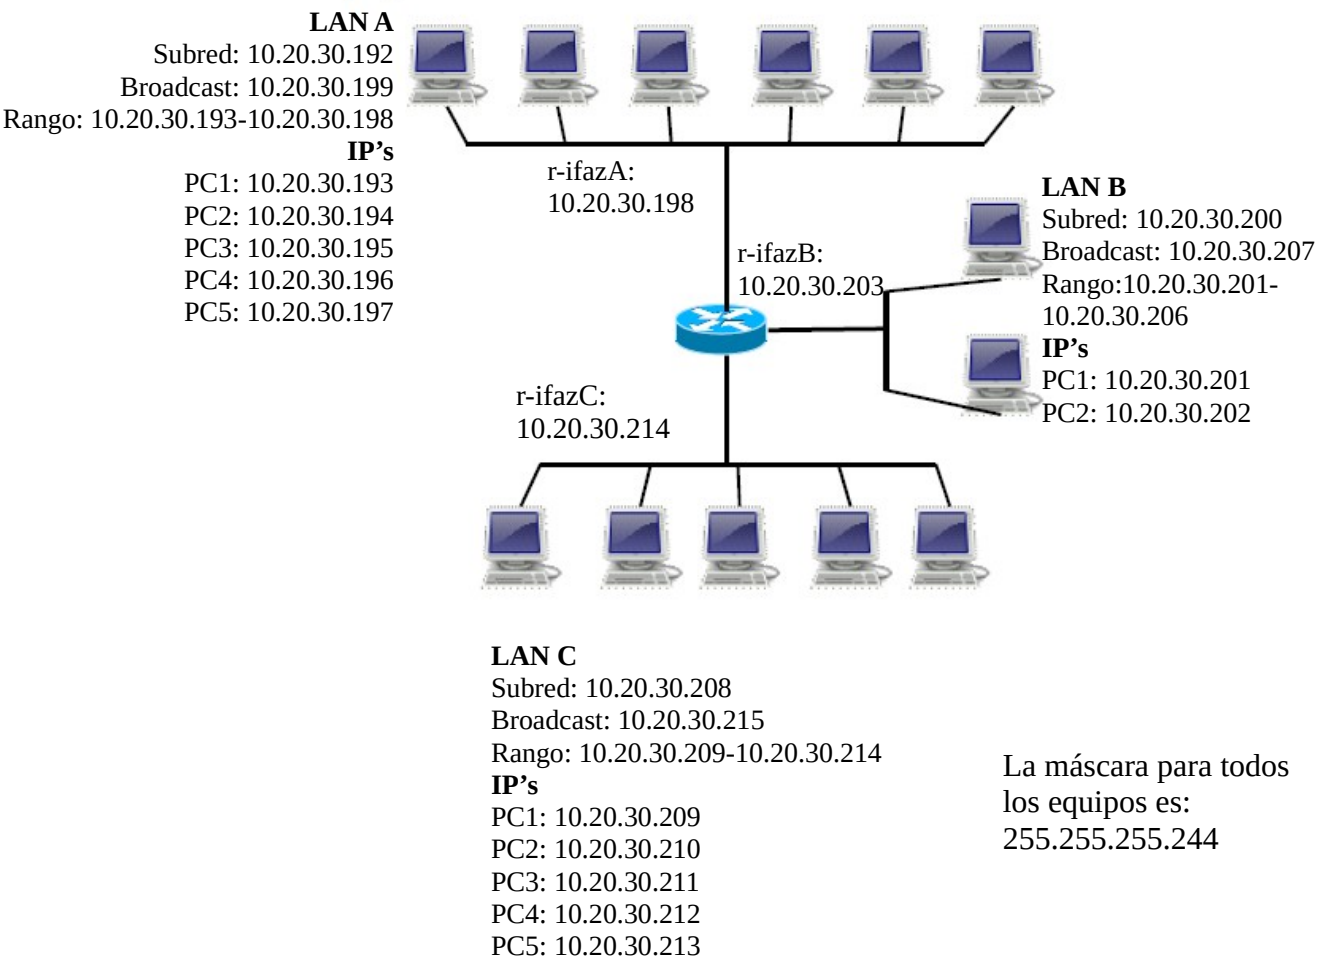 LAN A
Subred: 10.20.30.192
Broadcast: 10.20.30.199
Rango: 10.20.30.193-10.20.30.198
IP’s
PC1: 10.20.30.193
PC2: 10.20.30.194
PC3: 10.20.30.195
PC4: 10.20.30.196
PC5: 10.20.30.197
r-ifazA:
10.20.30.198
r-ifazB:
10.20.30.203
LAN B
Subred: 10.20.30.200
Broadcast: 10.20.30.207
Rango:10.20.30.201-
10.20.30.206
IP’s
PC1: 10.20.30.201
PC2: 10.20.30.202
r-ifazC:
10.20.30.214
LAN C
Subred: 10.20.30.208
Broadcast: 10.20.30.215
Rango: 10.20.30.209-10.20.30.214
IP’s
PC1: 10.20.30.209
PC2: 10.20.30.210
PC3: 10.20.30.211
PC4: 10.20.30.212
PC5: 10.20.30.213
La máscara para todos
los equipos es:
255.255.255.244